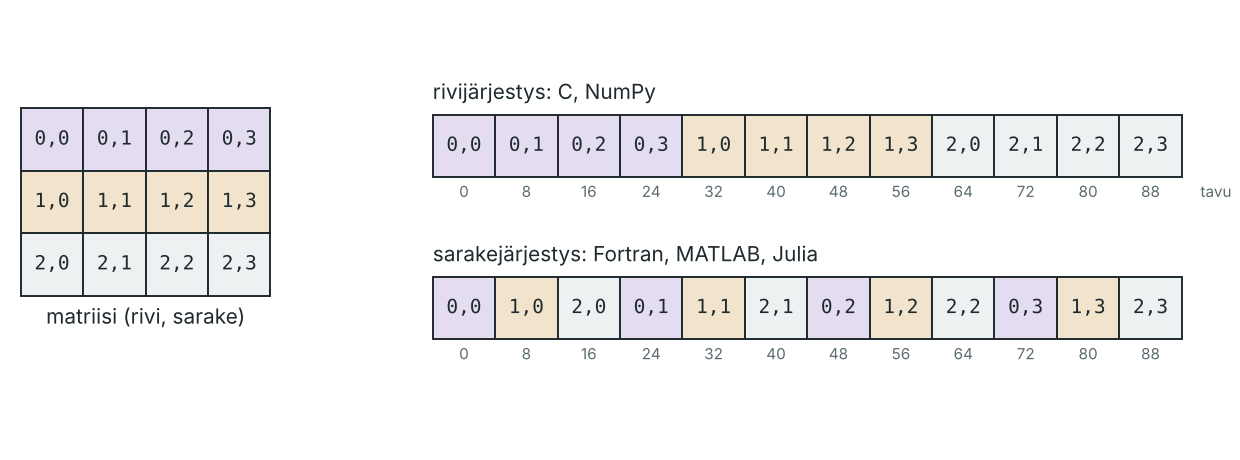 0,0 0,1 0,2 0,3
1,0 1,1 1,2 1,3
2,0 2,1 2,2 2,3
matriisi (rivi, sarake)
rivijärjestys: C, NumPy
0,0 0,1 0,2 0,3 1,0 1,1 1,2 1,3 2,0 2,1 2,2 2,3
0 8 16 24 32 40 48 56 64 72 80 88 tavu
sarakejärjestys: Fortran, MATLAB, Julia
0,0 1,0 2,0 0,1 1,1 2,1 0,2 1,2 2,2 0,3 1,3 2,3
0 8 16 24 32 40 48 56 64 72 80 88